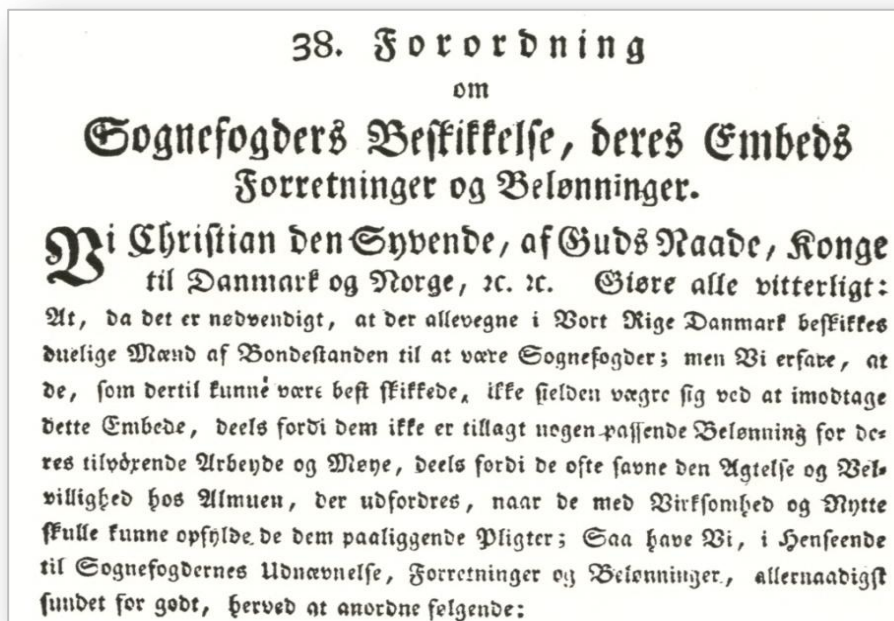 38. Forordning
om
Sognefogders Beskikkelse, deres Embeds
Forretninger og Belønninger.
Vi Christian den Syvende, af Guds Naade, Konge
til Danmark og Norge, ꝛc. ꝛc. Giøre alle vitterligt:
At, da det er nødvendigt, at der allevegne i Vort Rige Danmark beskikkes
duelige Mænd af Bondestanden til at være Sognefogder; men Vi erfare, at
de, som dertil kunne være best skikkede, ikke sielden vægre sig ved at imodtage
dette Embede, deels fordi dem ikke er tillagt nogen passende Belønning for de-
res tilvoxende Arbeyde og Møye, deels fordi de ofte savne den Agtelse og Vel-
villighed hos Almuen, der udfordres, naar de med Virksomhed og Nytte
skulle kunne opfylde de dem paaliggende Pligter; Saa have Vi, i Henseende
til Sognefogdernes Udnævnelse, Forretninger og Belønninger, allernaadigst
fundet for godt, herved at anordne følgende: